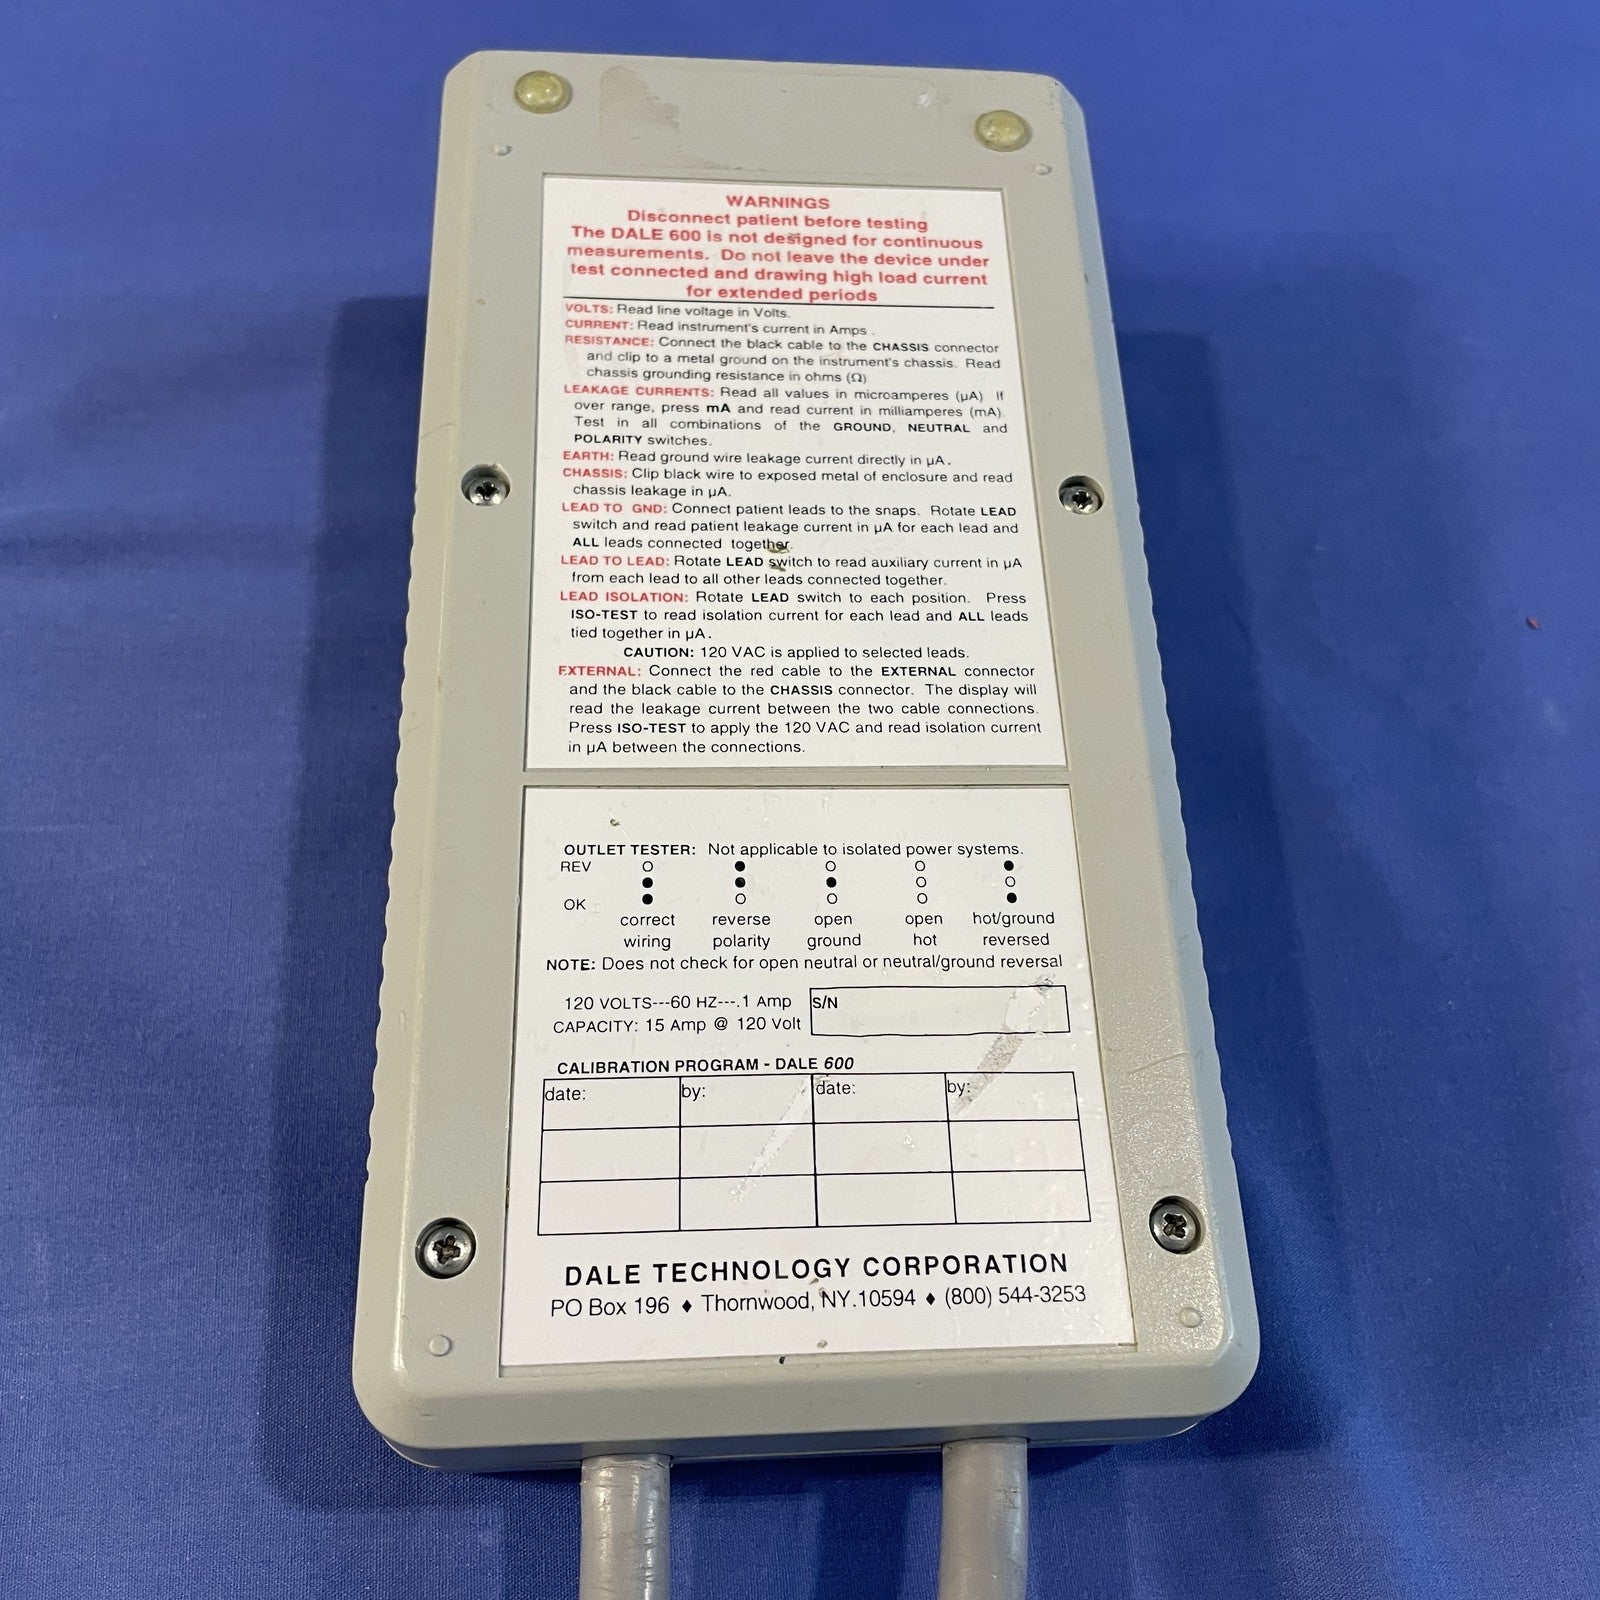 WARNINGS
Disconnect patient before testing
The DALE 600 is not designed for continuous
measurements. Do not leave the device under
test connected and drawing high load current
for extended periods
VOLTS: Read line voltage in Volts.
CURRENT: Read instrument's current in Amps .
RESISTANCE: Connect the black cable to the CHASSIS connector
and clip to a metal ground on the instrument's chassis. Read
chassis grounding resistance in ohms (Ω)
LEAKAGE CURRENTS: Read all values in microamperes (µA) If
over range, press mA and read current in milliamperes (mA).
Test in all combinations of the GROUND, NEUTRAL and
POLARITY switches.
EARTH: Read ground wire leakage current directly in µA.
CHASSIS: Clip black wire to exposed metal of enclosure and read
chassis leakage in µA.
LEAD TO GND: Connect patient leads to the snaps. Rotate LEAD
switch and read patient leakage current in µA for each lead and
ALL leads connected together.
LEAD TO LEAD: Rotate LEAD switch to read auxiliary current in µA
from each lead to all other leads connected together.
LEAD ISOLATION: Rotate LEAD switch to each position. Press
ISO-TEST to read isolation current for each lead and ALL leads
tied together in µA.
CAUTION: 120 VAC is applied to selected leads.
EXTERNAL: Connect the red cable to the EXTERNAL connector
and the black cable to the CHASSIS connector. The display will
read the leakage current between the two cable connections.
Press ISO-TEST to apply the 120 VAC and read isolation current
in µA between the connections.
OUTLET TESTER: Not applicable to isolated power systems.
REV ○ ● ○ ○ ●
● ● ● ○ ○
OK ● ○ ○ ○ ●
correct reverse open open hot/ground
wiring polarity ground hot reversed
NOTE: Does not check for open neutral or neutral/ground reversal
120 VOLTS---60 HZ---.1 Amp S/N
CAPACITY: 15 Amp @ 120 Volt
CALIBRATION PROGRAM - DALE 600
date: by: date: by:
DALE TECHNOLOGY CORPORATION
PO Box 196 ♦ Thornwood, NY.10594 ♦ (800) 544-3253